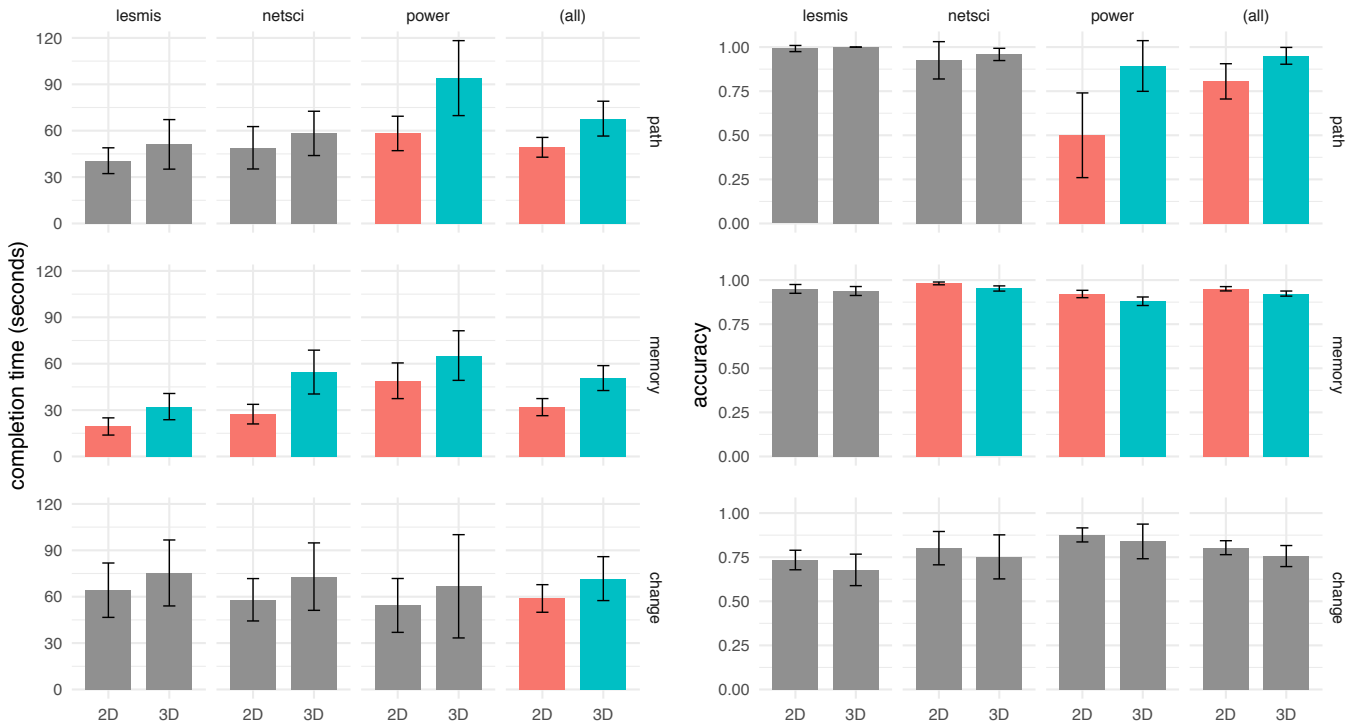 lesmis netsci power (all)
120
90
60
30
0
path
120
90
60
30
0
memory
120
90
60
30
0
change
2D 3D 2D 3D 2D 3D 2D 3D
completion time (seconds)
lesmis netsci power (all)
1.00
0.75
0.50
0.25
0.00
path
1.00
0.75
0.50
0.25
0.00
memory
1.00
0.75
0.50
0.25
0.00
change
2D 3D 2D 3D 2D 3D 2D 3D
accuracy